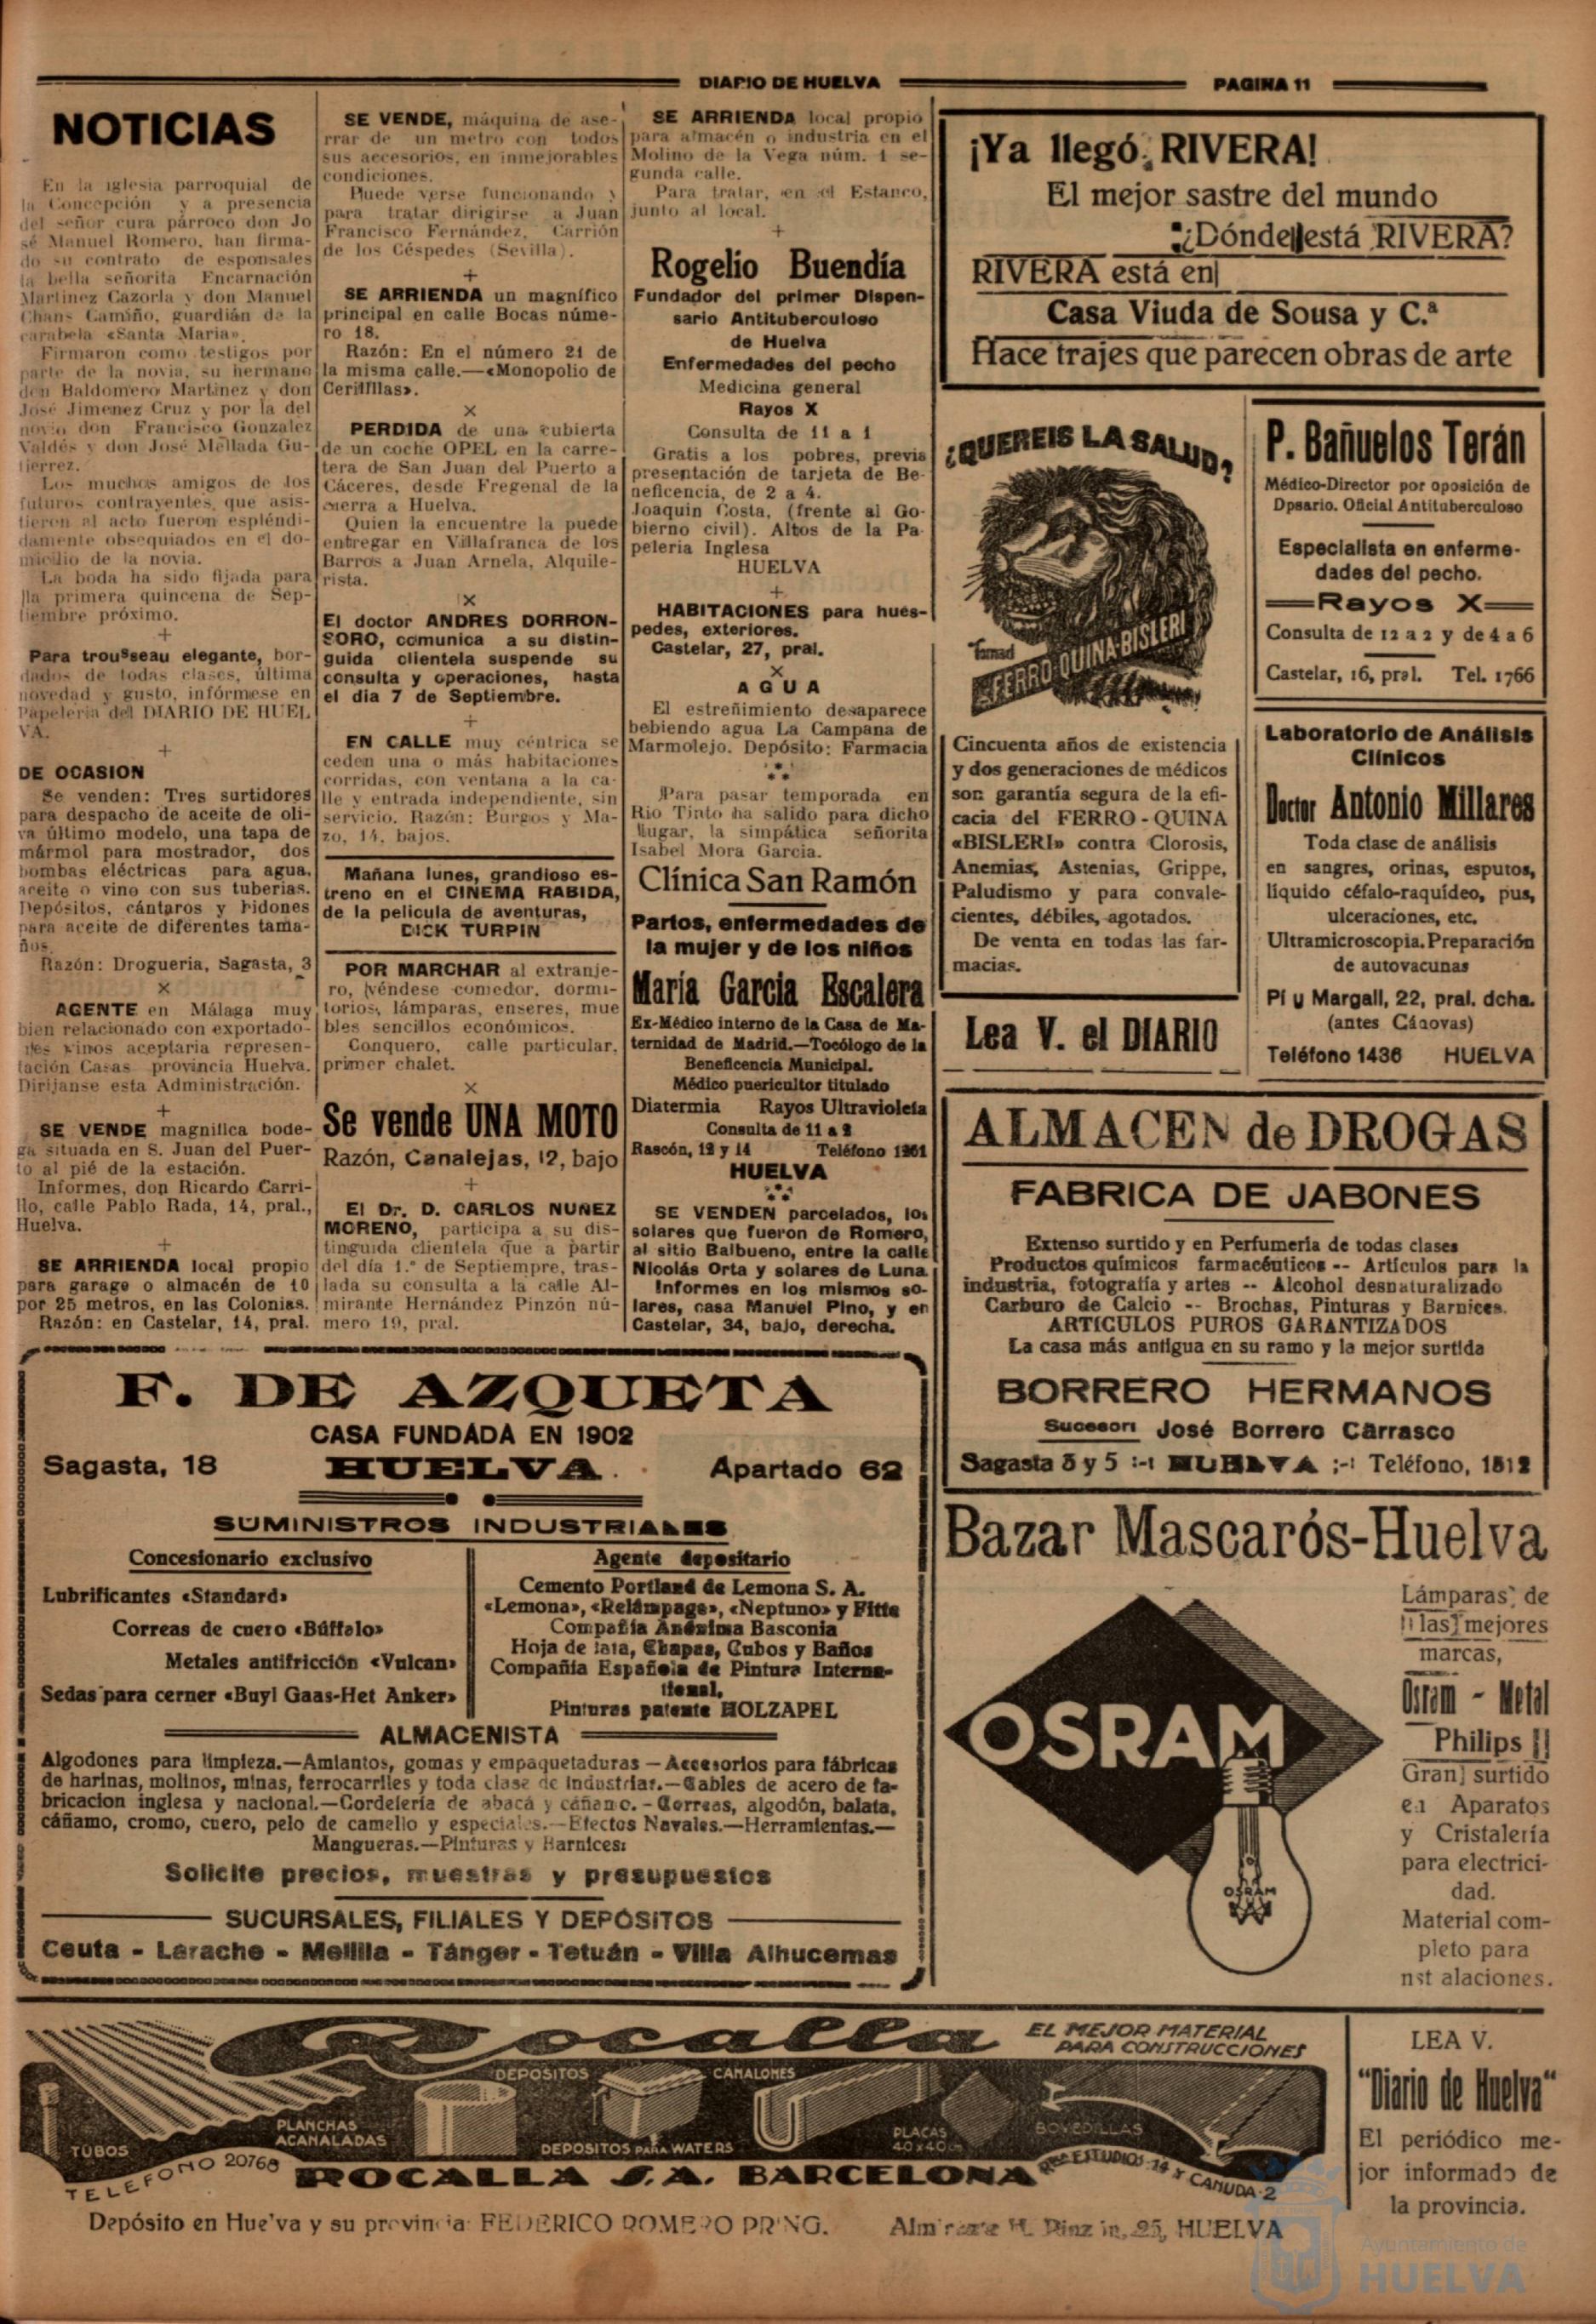 DIARIO DE HUELVA
PAGINA 11
NOTICIAS
En la iglesia parroquial de
la Concepción y a presencia
del señor cura párroco don Jo
sé Manuel Romero, han firma-
do su contrato de esponsales
la bella señorita Encarnación
Martínez Cazorla y don Manuel
Chans Camiño, guardián de la
carabela «Santa Maria».
Firmaron como testigos por
parte de la novia, su hermano
don Baldomero Martínez y don
José Jimenez Cruz y por la del
novio don Francisco Gonzalez
Valdés y don José Mellada Gu-
tierrez.
Los muchos amigos de los
futuros contrayentes, que asis-
tieron al acto fueron espléndi-
damente obsequiados en el do-
micilio de la novia.
La boda ha sido fijada para
lla primera quincena de Sep-
tiembre próximo.
+
Para trousseau elegante, bor-
dados de todas clases, última
novedad y gusto, infórmese en
Papeleria del DIARIO DE HUEL
VA.
+
DE OCASION
Se venden: Tres surtidores
para despacho de aceite de oli-
va último modelo, una tapa de
mármol para mostrador, dos
bombas eléctricas para agua,
aceite o vino con sus tuberias.
Depósitos, cántaros y bidones
para aceite de diferentes tama-
ños.
Razón: Drogueria, Sagasta, 3
×
AGENTE en Málaga muy
bien relacionado con exportado-
res vinos aceptaria represen-
tación Casas provincia Huelva.
Dirijanse esta Administración.
+
SE VENDE magnifica bode-
ga situada en S. Juan del Puer-
to al pié de la estación.
Informes, don Ricardo Carri-
llo, calle Pablo Rada, 14, pral.,
Huelva.
+
SE ARRIENDA local propio
para garage o almacén de 10
por 25 metros, en las Colonias.
Razón: en Castelar, 14, pral.
SE VENDE, máquina de ase-
rrar de un metro con todos
sus accesorios, en inmejorables
condiciones.
Puede verse funcionando y
para tratar dirigirse a Juan
Francisco Fernández, Carrión
de los Céspedes (Sevilla).
+
SE ARRIENDA un magnífico
principal en calle Bocas núme-
ro 18.
Razón: En el número 21 de
la misma calle.—«Monopolio de
Cerillllas».
×
PERDIDA de una cubierta
de un coche OPEL en la carre-
tera de San Juan del Puerto a
Cáceres, desde Fregenal de la
sierra a Huelva.
Quien la encuentre la puede
entregar en Villafranca de los
Barros a Juan Arnela, Alquile-
rista.
×
El doctor ANDRES DORRON-
SORO, comunica a su distin-
guida clientela suspende su
consulta y operaciones, hasta
el dia 7 de Septiembre.
+
EN CALLE muy céntrica se
ceden una o más habitaciones
corridas, con ventana a la ca-
lle y entrada independiente, sin
servicio. Razón: Burgos y Ma-
zo, 14, bajos.
Mañana lunes, grandioso es-
treno en el CINEMA RABIDA,
de la pelicula de aventuras,
DICK TURPIN
POR MARCHAR al extranje-
ro, véndese comedor, dormi-
torios, lámparas, enseres, mue
bles sencillos económicos.
Conquero, calle particular,
primer chalet.
×
Se vende UNA MOTO
Razón, Canalejas, 12, bajo
+
El Dr. D. CARLOS NUÑEZ
MORENO, participa a su dis-
tinguida clientela que a partir
del día 1.º de Septiempre, tras-
lada su consulta a la calle Al-
mirante Hernández Pinzón nú-
mero 19, pral.
SE ARRIENDA local propio
para almacén o industria en el
Molino de la Vega núm. 1 se-
gunda calle.
Para tratar, en el Estanco,
junto al local.
+
Rogelio Buendía
Fundador del primer Dispen-
sario Antituberculoso
de Huelva
Enfermedades del pecho
Medicina general
Rayos X
Consulta de 11 a 1
Gratis a los pobres, previa
presentación de tarjeta de Be-
neficencia, de 2 a 4.
Joaquin Costa, (frente al Go-
bierno civil). Altos de la Pa-
peleria Inglesa
HUELVA
+
HABITACIONES para hues-
pedes, exteriores.
Castelar, 27, pral.
×
AGUA
El estreñimiento desaparece
bebiendo agua La Campana de
Marmolejo. Depósito: Farmacia
Para pasar temporada en
Rio Tinto ha salido para dicho
lugar, la simpática señorita
Isabel Mora Garcia.
Clínica San Ramón
Partos, enfermedades de
la mujer y de los niños
María Garcia Escalera
Ex-Médico interno de la Casa de Ma-
ternidad de Madrid.—Tocólogo de la
Beneficencia Municipal.
Médico puericultor titulado
Diatermia Rayos Ultravioleta
Consulta de 11 a 2
Rascón, 12 y 14 Teléfono 1261
HUELVA
SE VENDEN parcelados, los
solares que fueron de Romero,
al sitio Balbueno, entre la calle
Nicolás Orta y solares de Luna
Informes en los mismos so-
lares, casa Manuel Pino, y en
Castelar, 34, bajo, derecha.
¡Ya llegó RIVERA!
El mejor sastre del mundo
¿Dónde está RIVERA?
RIVERA está en
Casa Viuda de Sousa y C.ª
Hace trajes que parecen obras de arte
¿QUEREIS LA SALUD?
Tomad
FERRO-QUINA-BISLERI
Cincuenta años de existencia
y dos generaciones de médicos
son garantía segura de la efi-
cacia del FERRO-QUINA
«BISLERI» contra Clorosis,
Anemias, Astenias, Grippe,
Paludismo y para convale-
cientes, débiles, agotados.
De venta en todas las far-
macias.
Lea V. el DIARIO
P. Bañuelos Terán
Médico-Director por oposición de
Dpsario. Oficial Antituberculoso
Especialista en enferme-
dades del pecho.
Rayos X
Consulta de 12 a 2 y de 4 a 6
Castelar, 16, pral. Tel. 1766
Laboratorio de Análisis
Clínicos
Doctor Antonio Millares
Toda clase de análisis
en sangres, orinas, esputos,
líquido céfalo-raquídeo, pus,
ulceraciones, etc.
Ultramicroscopia. Preparación
de autovacunas
Pí y Margall, 22, pral. dcha.
(antes Cánovas)
Teléfono 1436 HUELVA
ALMACEN de DROGAS
FABRICA DE JABONES
Extenso surtido y en Perfumería de todas clases
Productos químicos farmacéuticos -- Artículos para la
industria, fotografía y artes -- Alcohol desnaturalizado
Carburo de Calcio -- Brochas, Pinturas y Barnices.
ARTICULOS PUROS GARANTIZADOS
La casa más antigua en su ramo y la mejor surtida
BORRERO HERMANOS
Sucesor: José Borrero Carrasco
Sagasta 3 y 5 :-: HUELVA :-: Teléfono, 1512
F. DE AZQUETA
CASA FUNDADA EN 1902
Sagasta, 18 HUELVA Apartado 62
SUMINISTROS INDUSTRIALES
Concesionario exclusivo
Lubrificantes «Standard»
Correas de cuero «Búffalo»
Metales antifricción «Vulcan»
Sedas para cerner «Buyl Gaas-Het Anker»
Agente depositario
Cemento Portland de Lemona S. A.
«Lemona», «Relámpago», «Neptuno» y Fitte
Compañía Anónima Basconia
Hoja de lata, Chapas, Cubos y Baños
Compañía Española de Pintura Interna-
tional,
Pinturas patente HOLZAPEL
ALMACENISTA
Algodones para limpieza.—Amiantos, gomas y empaquetaduras—Accesorios para fábricas
de harinas, molinos, minas, ferrocarriles y toda clase de industrias.—Cables de acero de fa-
bricacion inglesa y nacional.—Cordelería de abacá y cáñamo.-Correas, algodón, balata,
cáñamo, cromo, cuero, pelo de camello y especiales.—Efectos Navales.—Herramientas.—
Mangueras.—Pinturas y Barnices:
Solicite precios, muestras y presupuestos
SUCURSALES, FILIALES Y DEPÓSITOS
Ceuta - Larache - Melilla - Tánger - Tetuán - Villa Alhucemas
Bazar Mascarós-Huelva
OSRAM
OSRAM
Lámparas de
las mejores
marcas,
Osram - Metal
Philips
Gran surtido
en Aparatos
y Cristalería
para electrici-
dad.
Material com-
pleto para
nst alaciones.
Rocalla
EL MEJOR MATERIAL
PARA CONSTRUCCIONES
TUBOS
PLANCHAS
ACANALADAS
DEPOSITOS
DEPOSITOS PARA WATERS
CANALONES
PLACAS
40 x 40 cm
BOVEDILLAS
TELEFONO 20768
ROCALLA S.A. BARCELONA
ESTUDIOS 14 Y CANUDA-2
Depósito en Huelva y su provincia: FEDERICO ROMERO PRING. 25, HUELVA
LEA V.
"Diario de Huelva"
El periódico me-
jor informado de
la provincia.
Ayuntamiento de
HUELVA